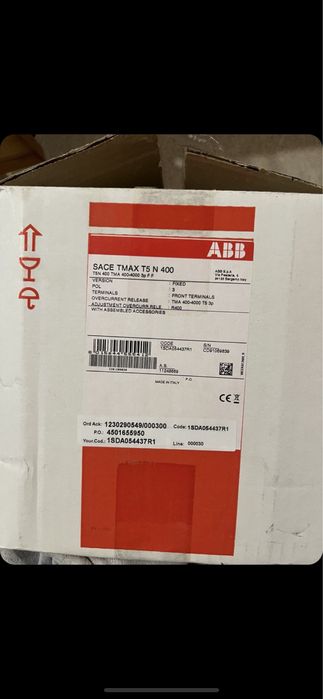 ABB
SACE TMAX T5 N 400
T5N 400 TMA 400-4000 3p F F
ABB S.p.A.
VERSION : FIXED
POL : 3
TERMINALS : FRONT TERMINALS
OVERCURRENT RELEASE : TMA 400-4000 T5 3p
ADJUSTMENT OVERCURR.RELE : R400
WITH ASSEMBLED ACCESSORIES :
CODE
1SDA054437R1
S/N
A.S.
MADE IN ITALY
P.O.
CE
Ord Ack: 1230290549/000300 Code: 1SDA054437R1
P.O.: 4501655950
Your.Cod.: 1SDA054437R1 Line: 000030